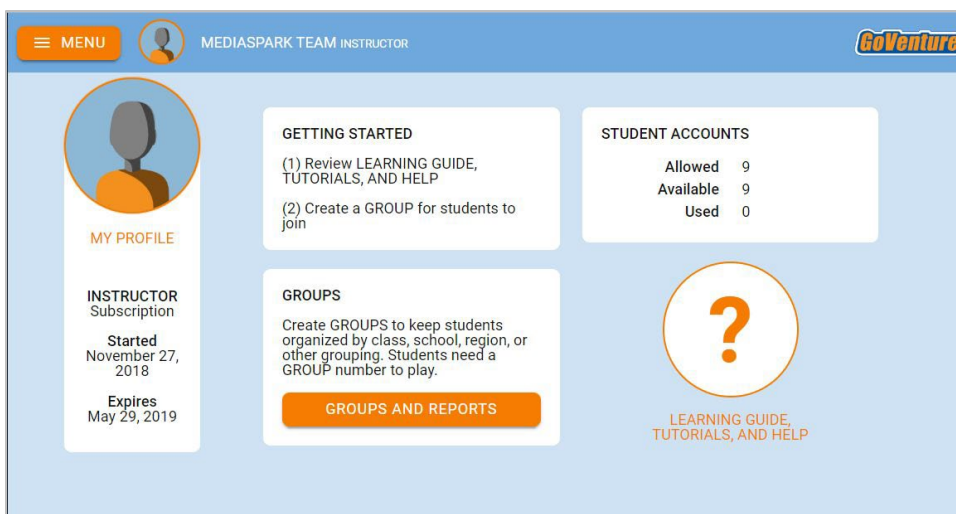 MENU
MEDIASPARK TEAM INSTRUCTOR
GoVenture
MY PROFILE
INSTRUCTOR
Subscription
Started
November 27,
2018
Expires
May 29, 2019
GETTING STARTED
(1) Review LEARNING GUIDE,
TUTORIALS, AND HELP
(2) Create a GROUP for students to
join
GROUPS
Create GROUPS to keep students
organized by class, school, region, or
other grouping. Students need a
GROUP number to play.
GROUPS AND REPORTS
STUDENT ACCOUNTS
Allowed 9
Available 9
Used 0
?
LEARNING GUIDE,
TUTORIALS, AND HELP